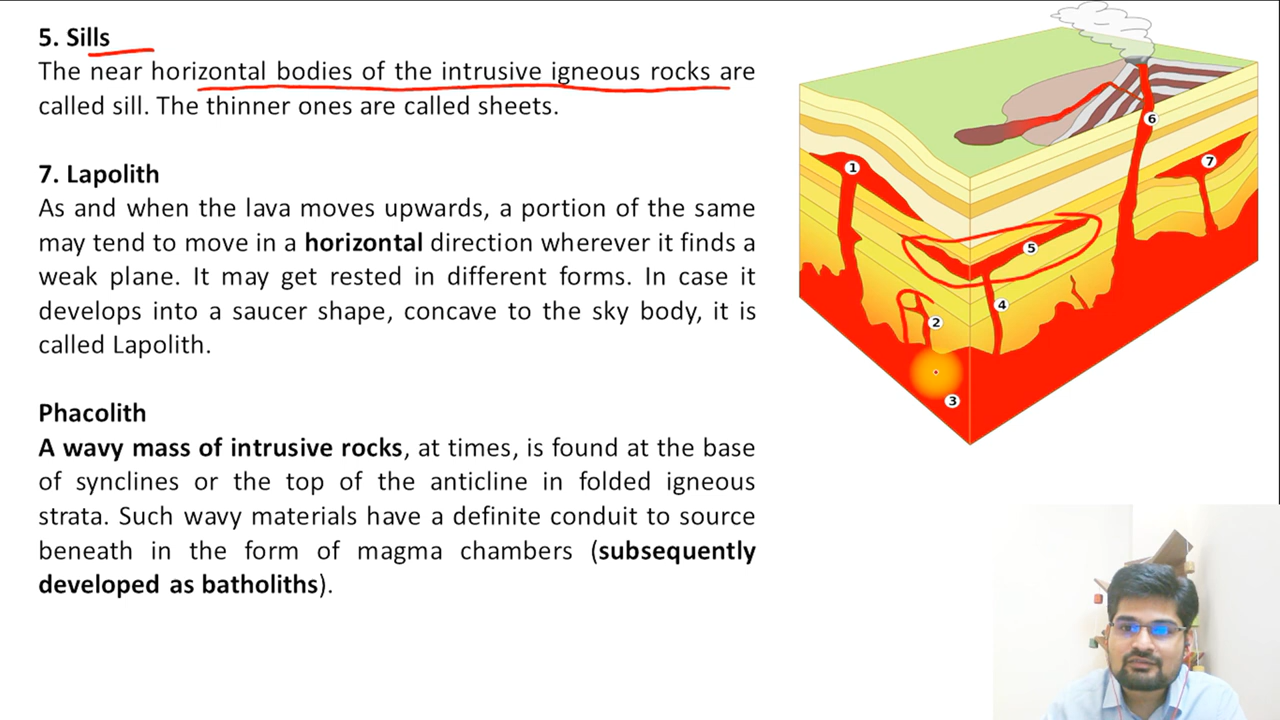 5. Sills
The near horizontal bodies of the intrusive igneous rocks are
called sill. The thinner ones are called sheets.
7. Lapolith
As and when the lava moves upwards, a portion of the same
may tend to move in a horizontal direction wherever it finds a
weak plane. It may get rested in different forms. In case it
develops into a saucer shape, concave to the sky body, it is
called Lapolith.
Phacolith
A wavy mass of intrusive rocks, at times, is found at the base
of synclines or the top of the anticline in folded igneous
strata. Such wavy materials have a definite conduit to source
beneath in the form of magma chambers (subsequently
developed as batholiths).
6
1
7
5
4
2
3